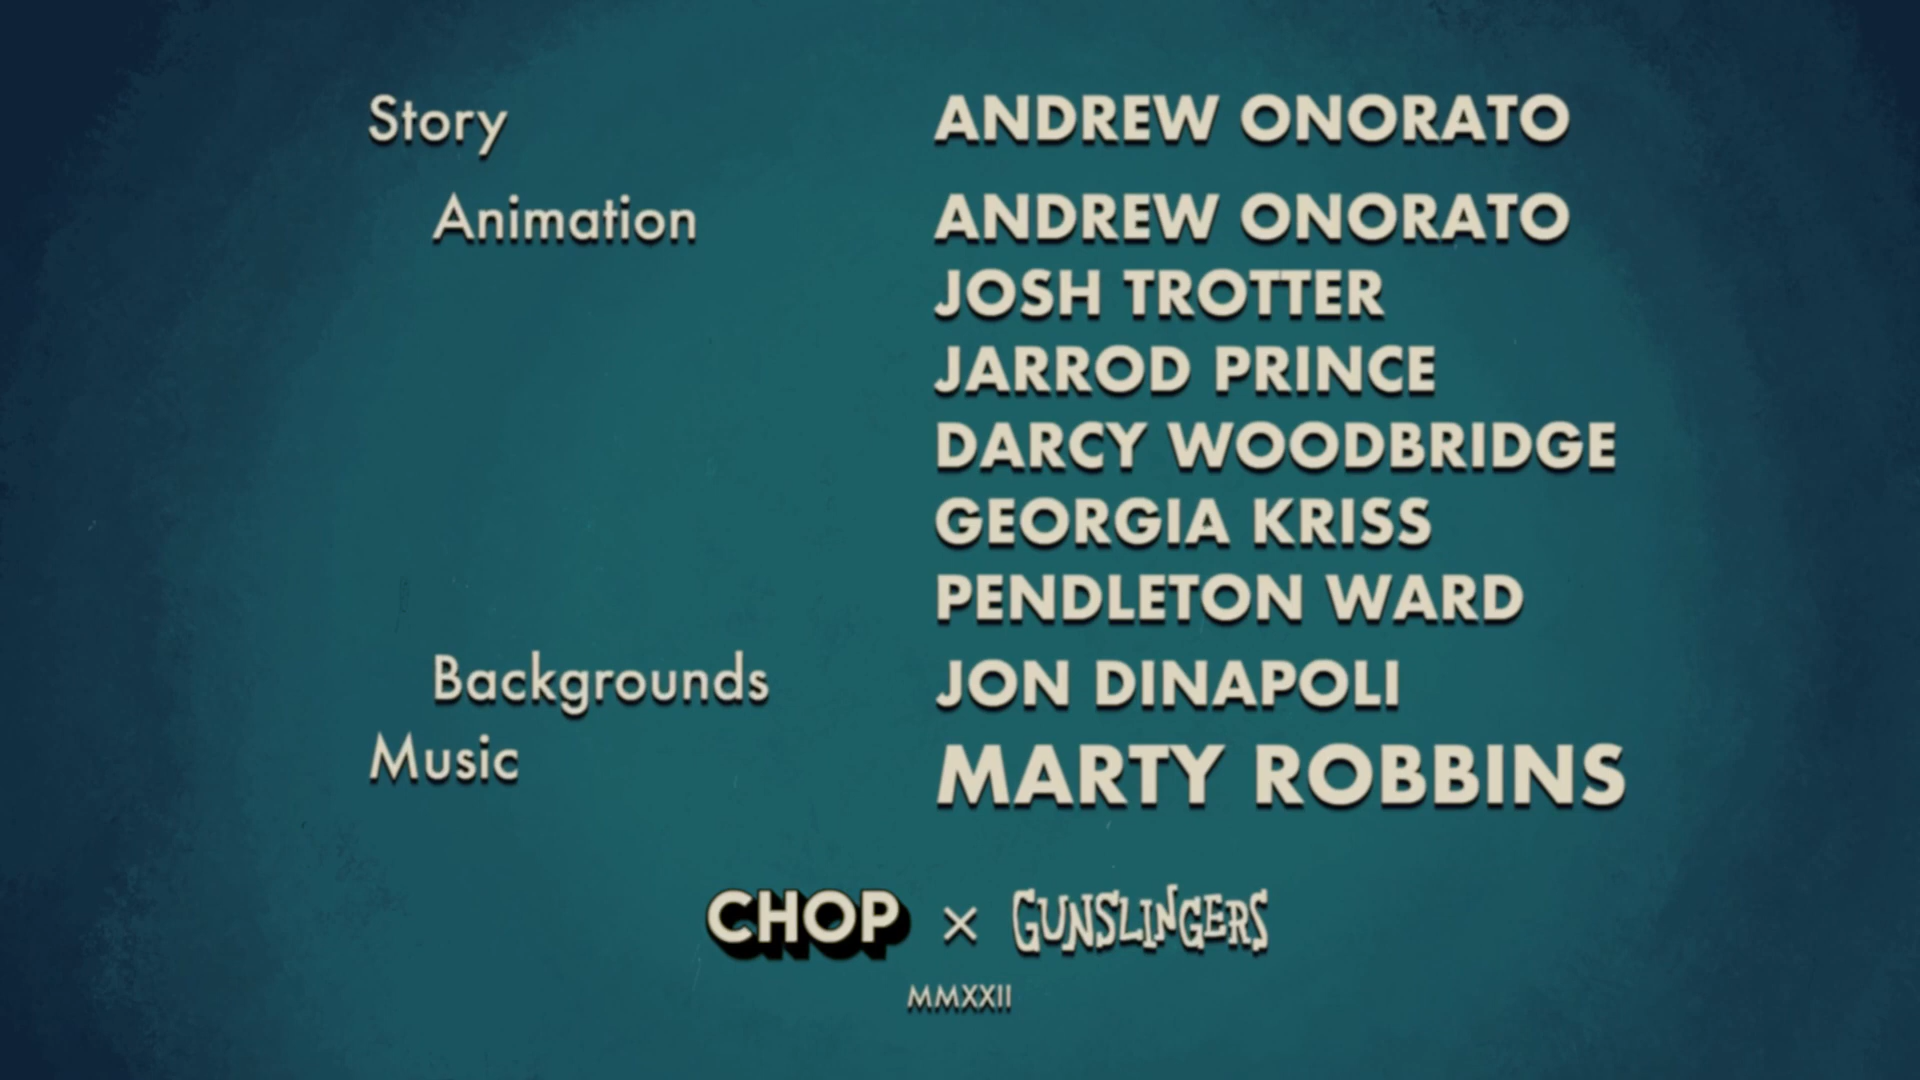 Story ANDREW ONORATO
Animation ANDREW ONORATO
JOSH TROTTER
JARROD PRINCE
DARCY WOODBRIDGE
GEORGIA KRISS
PENDLETON WARD
Backgrounds JON DINAPOLI
Music MARTY ROBBINS
CHOP × GUNSLINGERS
MMXXII